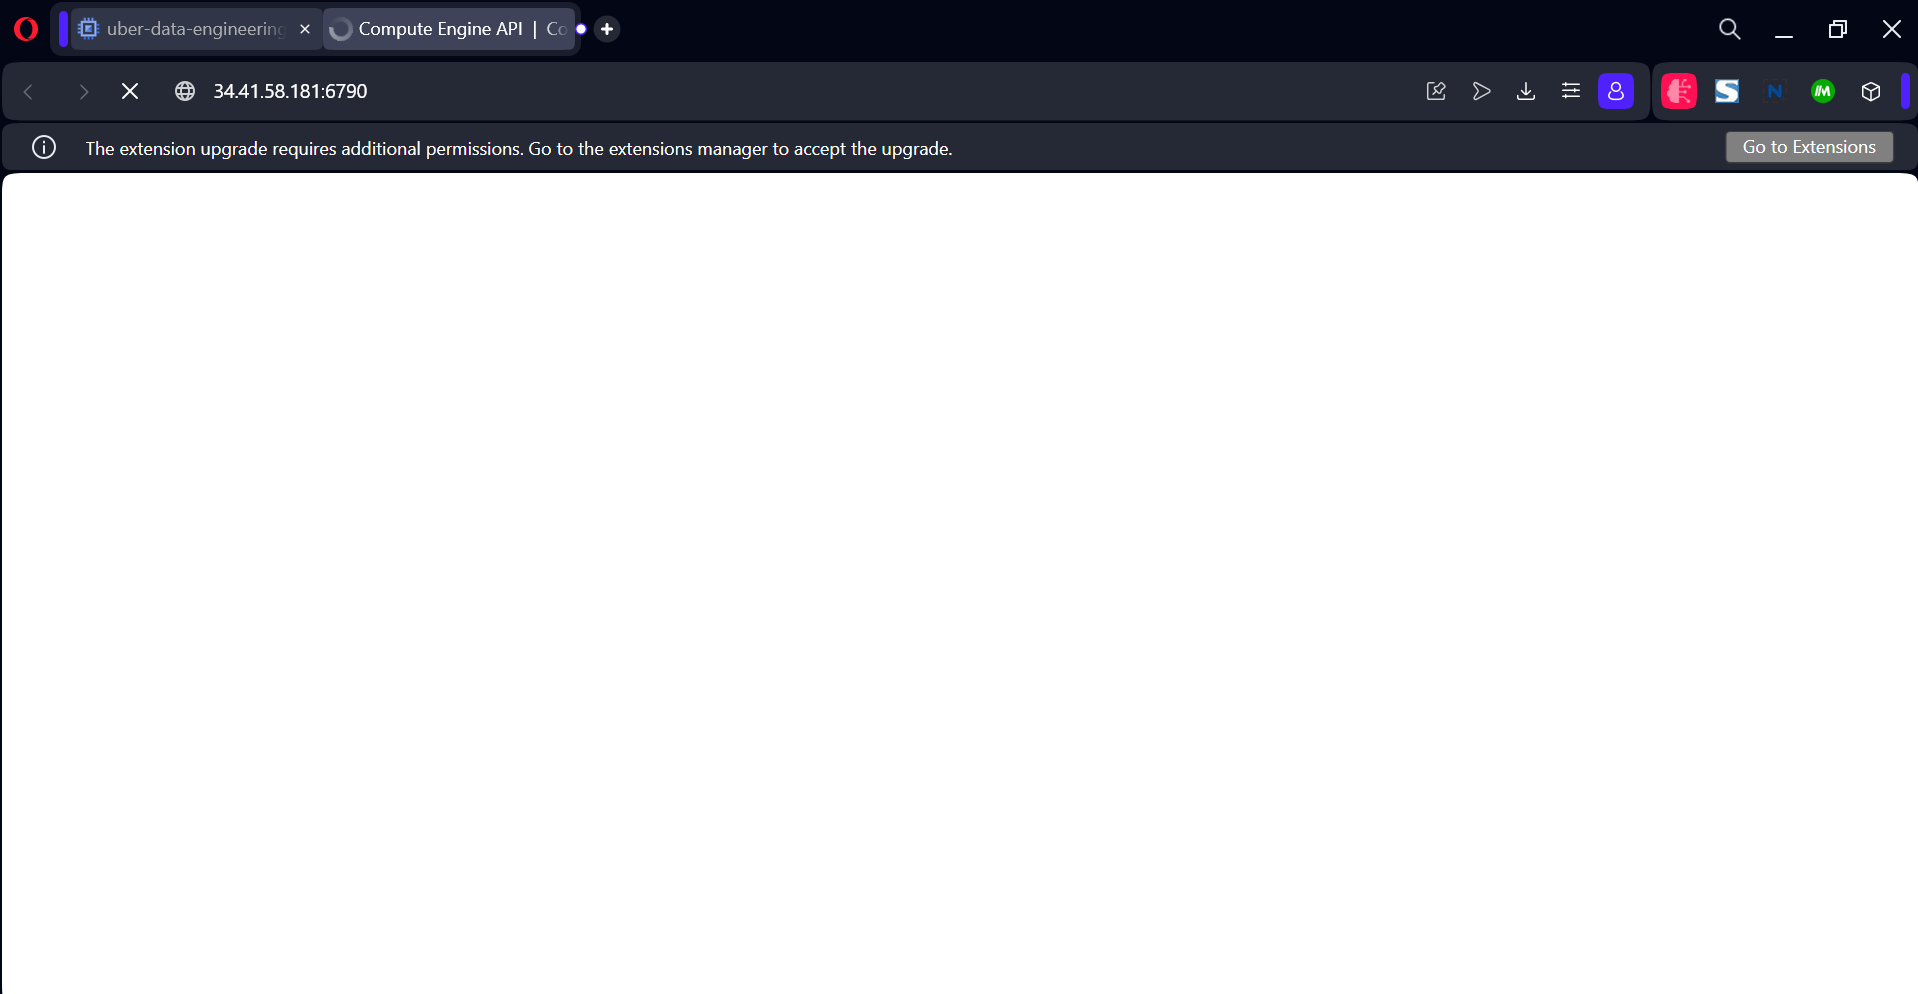 uber-data-engineering
Compute Engine API | Co
34.41.58.181:6790
The extension upgrade requires additional permissions. Go to the extensions manager to accept the upgrade.
Go to Extensions